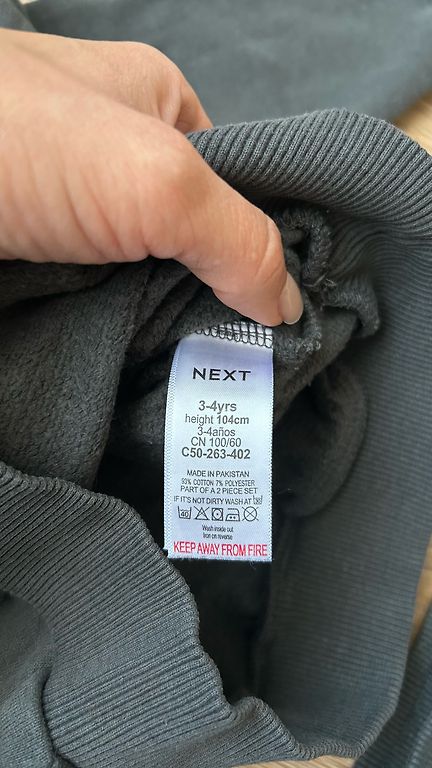 NEXT
3-4yrs
height 104cm
3-4años
CN 100/60
C50-263-402
MADE IN PAKISTAN
93% COTTON 7% POLYESTER
PART OF A 2 PIECE SET
IF IT'S NOT DIRTY WASH AT 30
40
Wash inside out
Iron on reverse
KEEP AWAY FROM FIRE